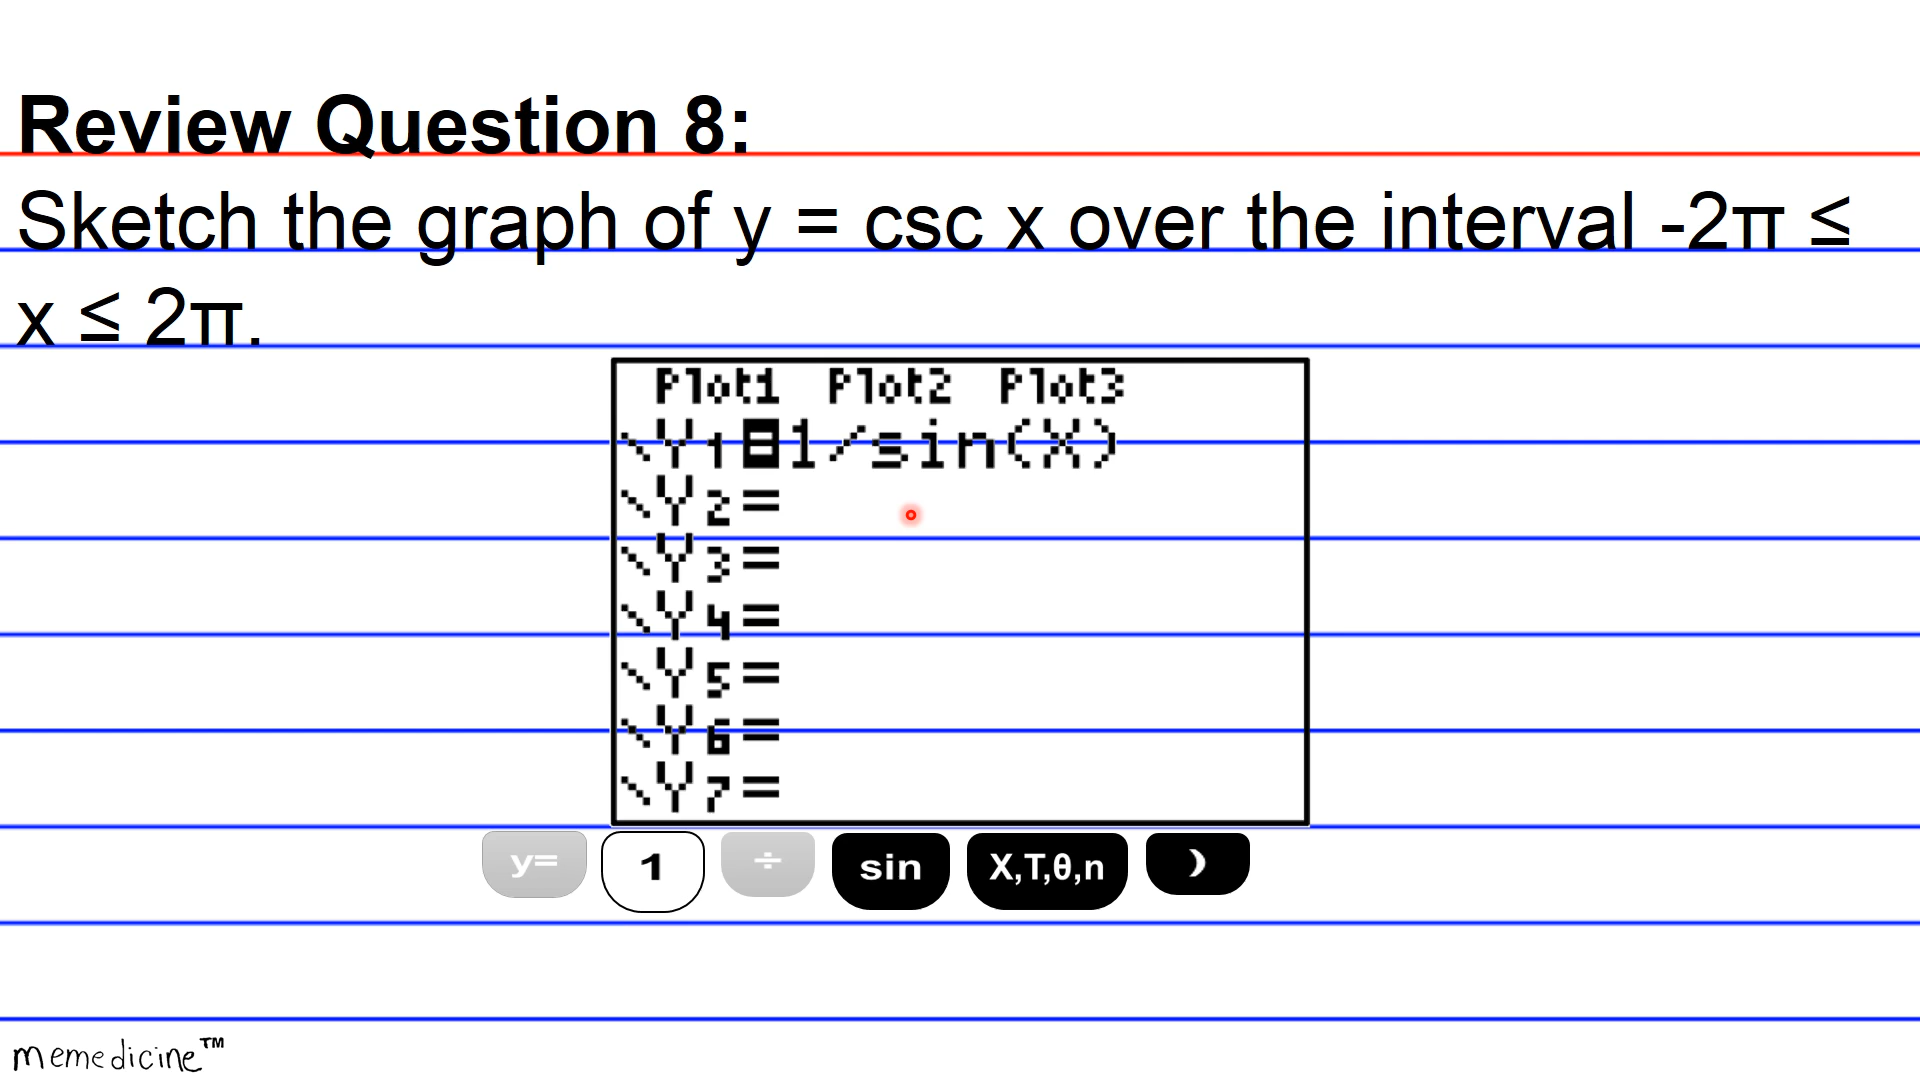 Review Question 8:
Sketch the graph of y = csc x over the interval -2π ≤
x ≤ 2π.
Plot1 Plot2 Plot3
\Y1=1/sin(X)
\Y2=
\Y3=
\Y4=
\Y5=
\Y6=
\Y7=
y= 1 ÷ sin X,T,θ,n )
memedicine™